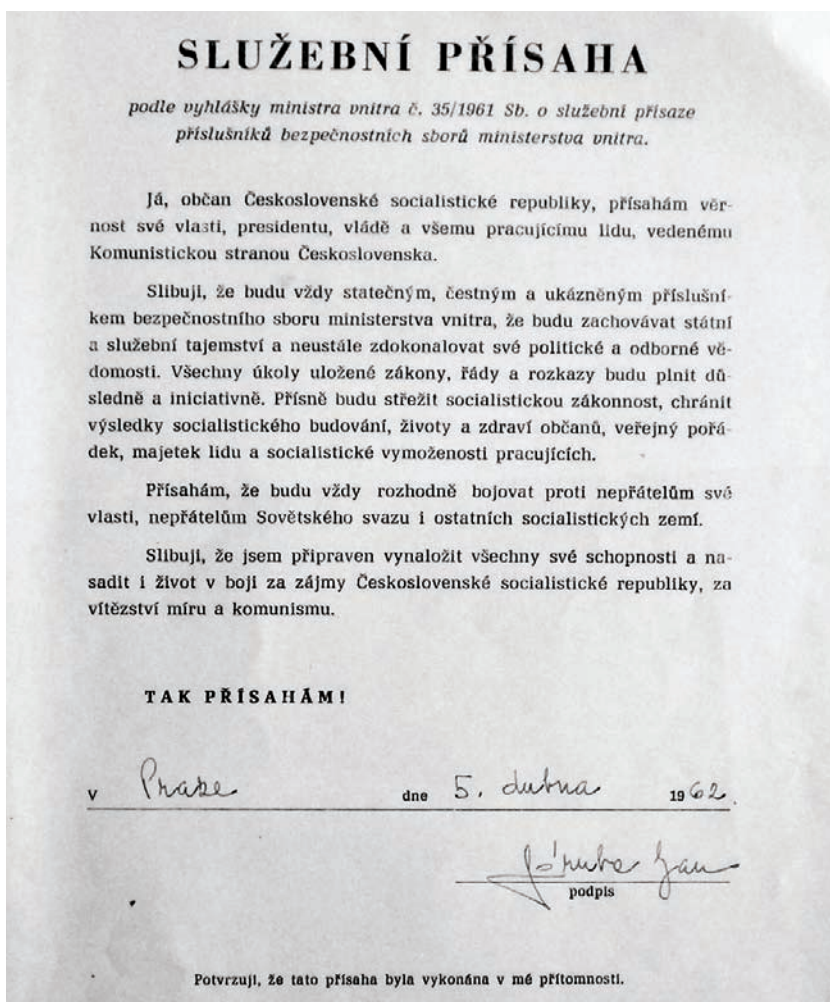 SLUŽEBNÍ PŘÍSAHA
podle vyhlášky ministra vnitra č. 35/1961 Sb. o služební přísaze
příslušníků bezpečnostních sborů ministerstva vnitra.
Já, občan Československé socialistické republiky, přísahám věr-
nost své vlasti, presidentu, vládě a všemu pracujícímu lidu, vedenému
Komunistickou stranou Československa.
Slibuji, že budu vždy statečným, čestným a ukázněným příslušní-
kem bezpečnostního sboru ministerstva vnitra, že budu zachovávat státní
a služební tajemství a neustále zdokonalovat své politické a odborné vě-
domosti. Všechny úkoly uložené zákony, řády a rozkazy budu plnit dů-
sledně a iniciativně. Přísně budu střežit socialistickou zákonnost, chránit
výsledky socialistického budování, životy a zdraví občanů, veřejný pořá-
dek, majetek lidu a socialistické vymoženosti pracujících.
Přísahám, že budu vždy rozhodně bojovat proti nepřátelům své
vlasti, nepřátelům Sovětského svazu i ostatních socialistických zemí.
Slibuji, že jsem připraven vynaložit všechny své schopnosti a na-
sadit i život v boji za zájmy Československé socialistické republiky, za
vítězství míru a komunismu.
TAK PŘÍSAHÁM!
v Praze dne 5. dubna 1962
Jan
podpis
Potvrzuji, že tato přísaha byla vykonána v mé přítomnosti.